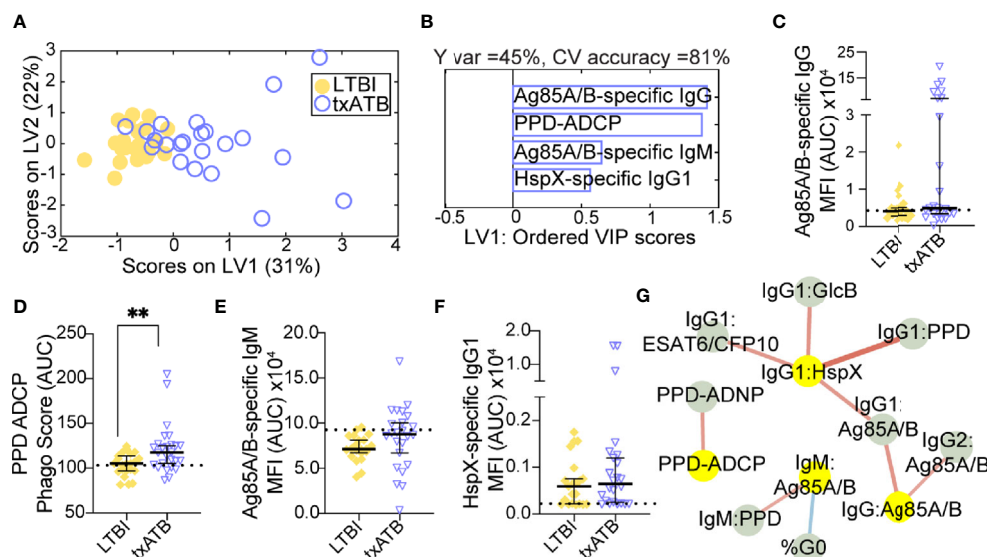 A
Scores on LV2 (22%)
3
2
1
0
-1
-2
-3
LTBI
txATB
-2
-1
0
1
2
3
4
Scores on LV1 (31%)
B
Y var =45%, CV accuracy =81%
Ag85A/B-specific IgG
PPD-ADCP
Ag85A/B-specific IgM
HspX-specific IgG1
-0.5
0
0.5
1
1.5
LV1: Ordered VIP scores
C
Ag85A/B-specific IgG
MFI (AUC) x10⁴
25
15
5
3
2
1
0
LTBI
txATB
D
PPD ADCP
Phago Score (AUC)
250
200
150
100
50
**
LTBI
txATB
E
Ag85A/B-specific IgM
MFI (AUC) x10⁴
20.0
15.0
10.0
5.0
0.0
LTBI
txATB
F
HspX-specific IgG1
MFI (AUC) x10⁴
2.0
1.5
1.0
0.2
0.1
0.0
LTBI
txATB
G
IgG1:GlcB
IgG1:
ESAT6/CFP10
IgG1:PPD
IgG1:HspX
PPD-ADNP
IgG1:
Ag85A/B
IgG2:
Ag85A/B
PPD-ADCP
IgM:
Ag85A/B
IgG:Ag85A/B
IgM:PPD
%G0